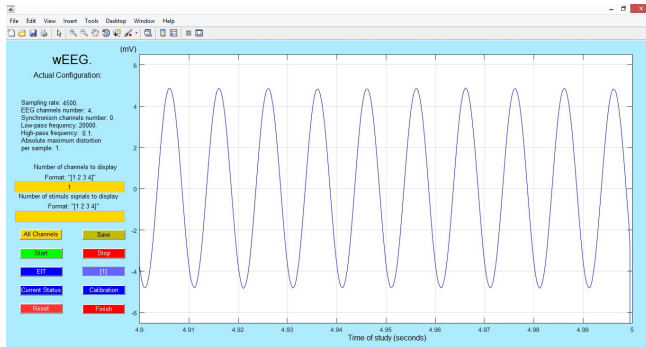 File Edit View Insert Tools Desktop Window Help
wEEG.
Actual Configuration:
Sampling rate: 4500.
EEG channels number: 4.
Synchronism channels number: 0.
Low-pass frequency: 20000.
High-pass frequency: 0.1.
Absolute maximum distortion
per sample: 1.
Number of channels to display
Format: "[1 2 3 4]"
1
Number of stimuls signals to display
Format: "[1 2 3 4]"
All Channels Save
Start Stop
EIT [1]
Current Status Calibration
Reset Finish
(mV)
6
4
2
0
-2
-4
-6
4.9 4.91 4.92 4.93 4.94 4.95 4.96 4.97 4.98 4.99 5
Time of study (seconds)